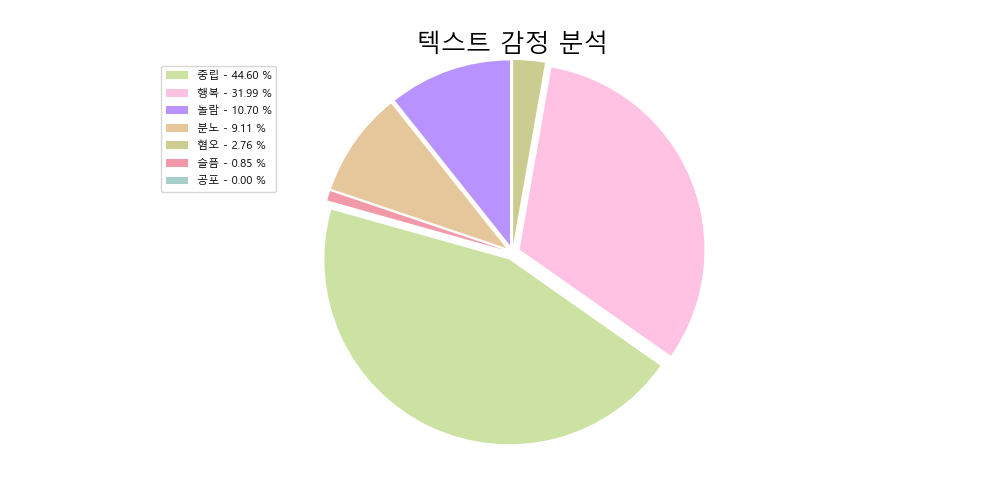 텍스트 감정 분석
중립 - 44.60 %
행복 - 31.99 %
놀람 - 10.70 %
분노 - 9.11 %
혐오 - 2.76 %
슬픔 - 0.85 %
공포 - 0.00 %